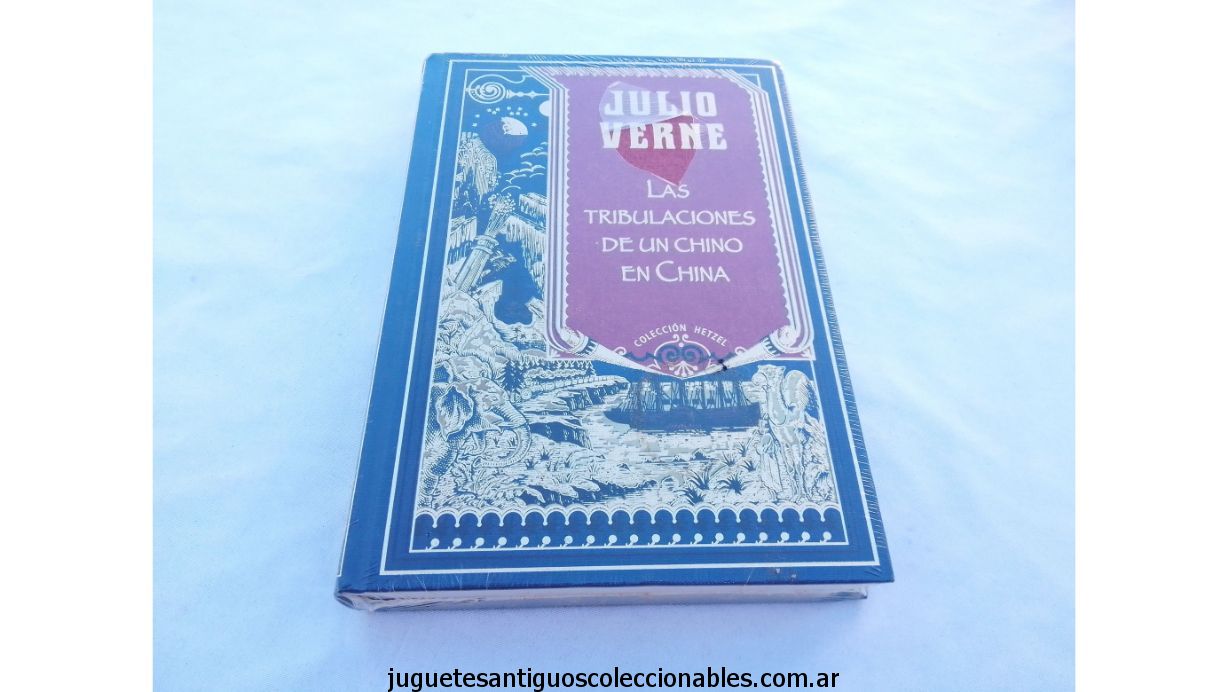 JULIO
VERNE
LAS
TRIBULACIONES
DE UN CHINO
EN CHINA
COLECCIÓN HETZEL
juguetesantiguoscoleccionables.com.ar